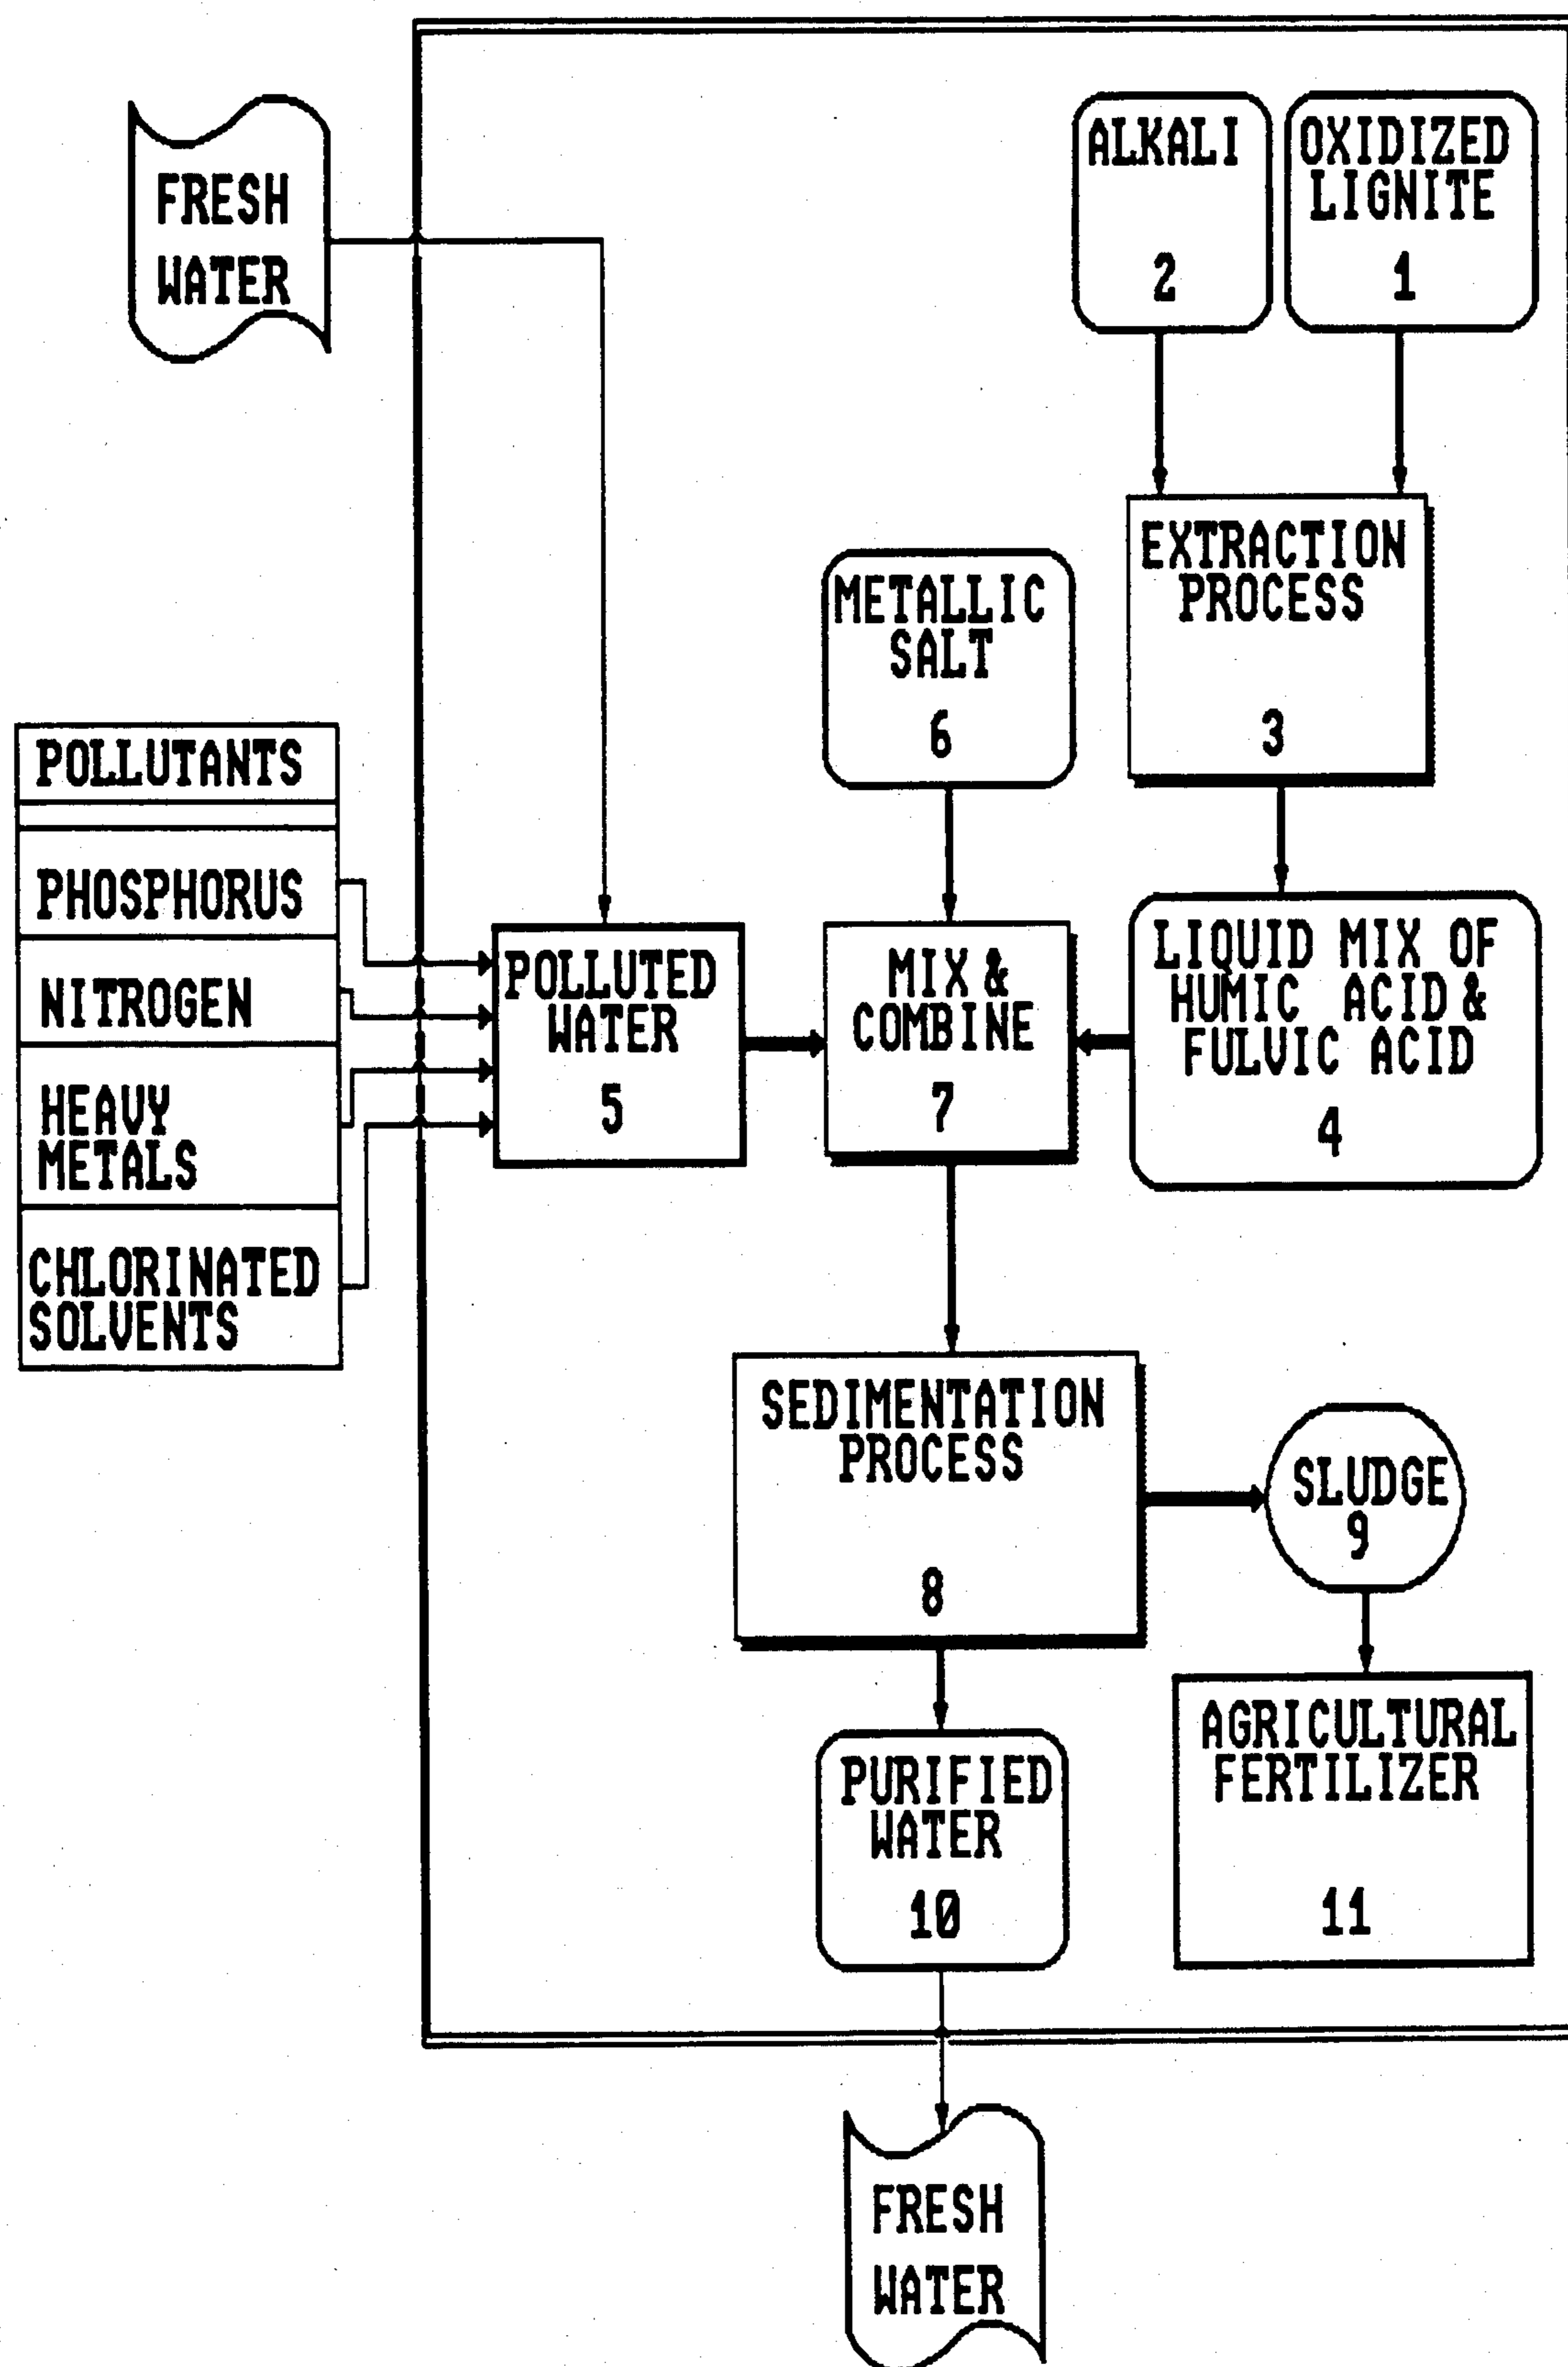 FRESH
WATER
ALKALI
2
OXIDIZED
LIGNITE
1
EXTRACTION
PROCESS
3
METALLIC
SALT
6
POLLUTANTS
PHOSPHORUS
NITROGEN
HEAVY
METALS
CHLORINATED
SOLVENTS
POLLUTED
WATER
5
MIX &
COMBINE
7
LIQUID MIX OF
HUMIC ACID &
FULVIC ACID
4
SEDIMENTATION
PROCESS
8
SLUDGE
9
PURIFIED
WATER
10
AGRICULTURAL
FERTILIZER
11
FRESH
WATER